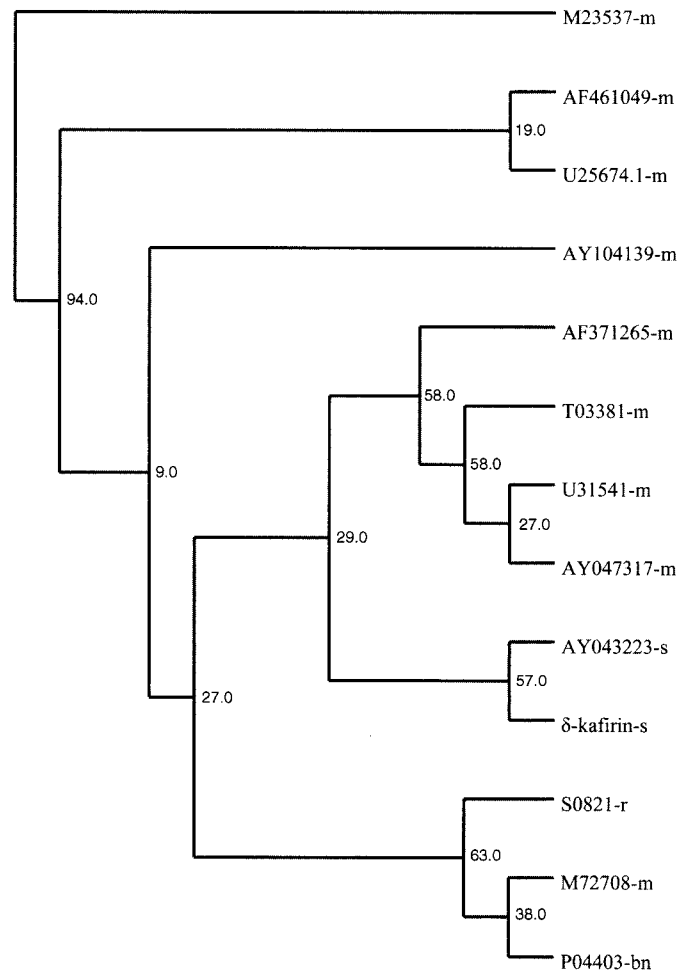 M23537-m
AF461049-m
19.0
U25674.1-m
AY104139-m
94.0
AF371265-m
58.0
T03381-m
58.0
9.0
U31541-m
27.0
29.0
AY047317-m
AY043223-s
57.0
27.0
δ-kafirin-s
S0821-r
63.0
M72708-m
38.0
P04403-bn